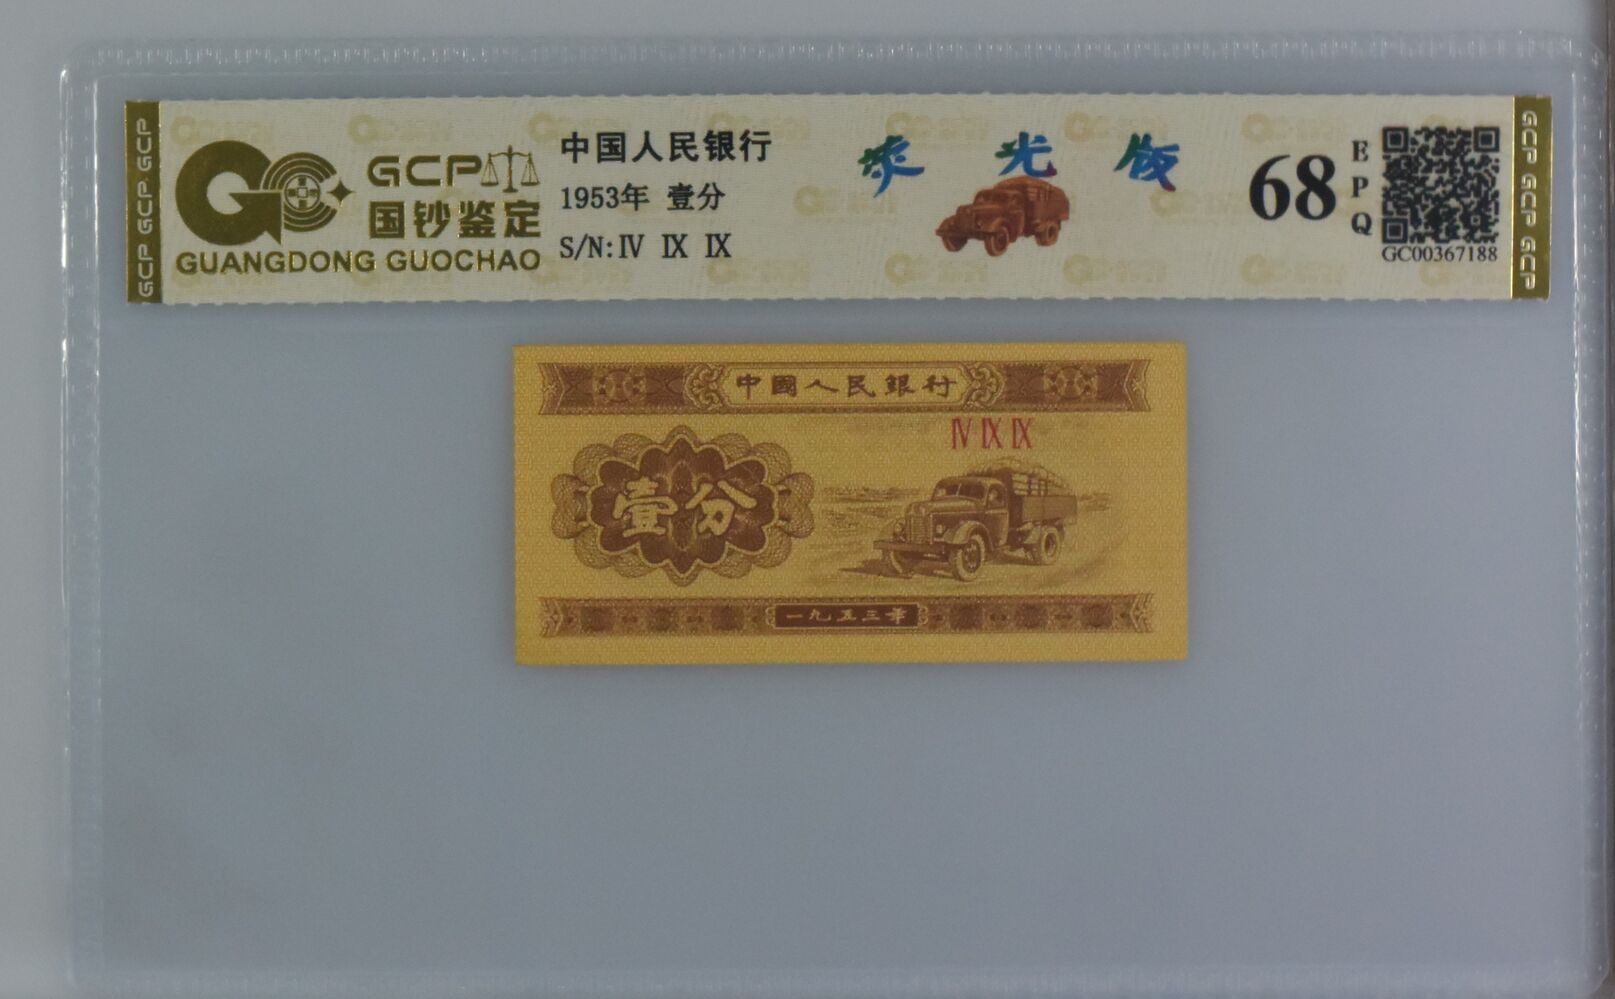 GCP GCP GCP
GCP
国钞鉴定
GUANGDONG GUOCHAO
中国人民银行
1953年 壹分
S/N: Ⅳ Ⅸ Ⅸ
荧光版
68
EPQ
GC00367188
GCP GCP GCP
中國人民銀行
Ⅳ Ⅸ Ⅸ
壹分
一九五三年